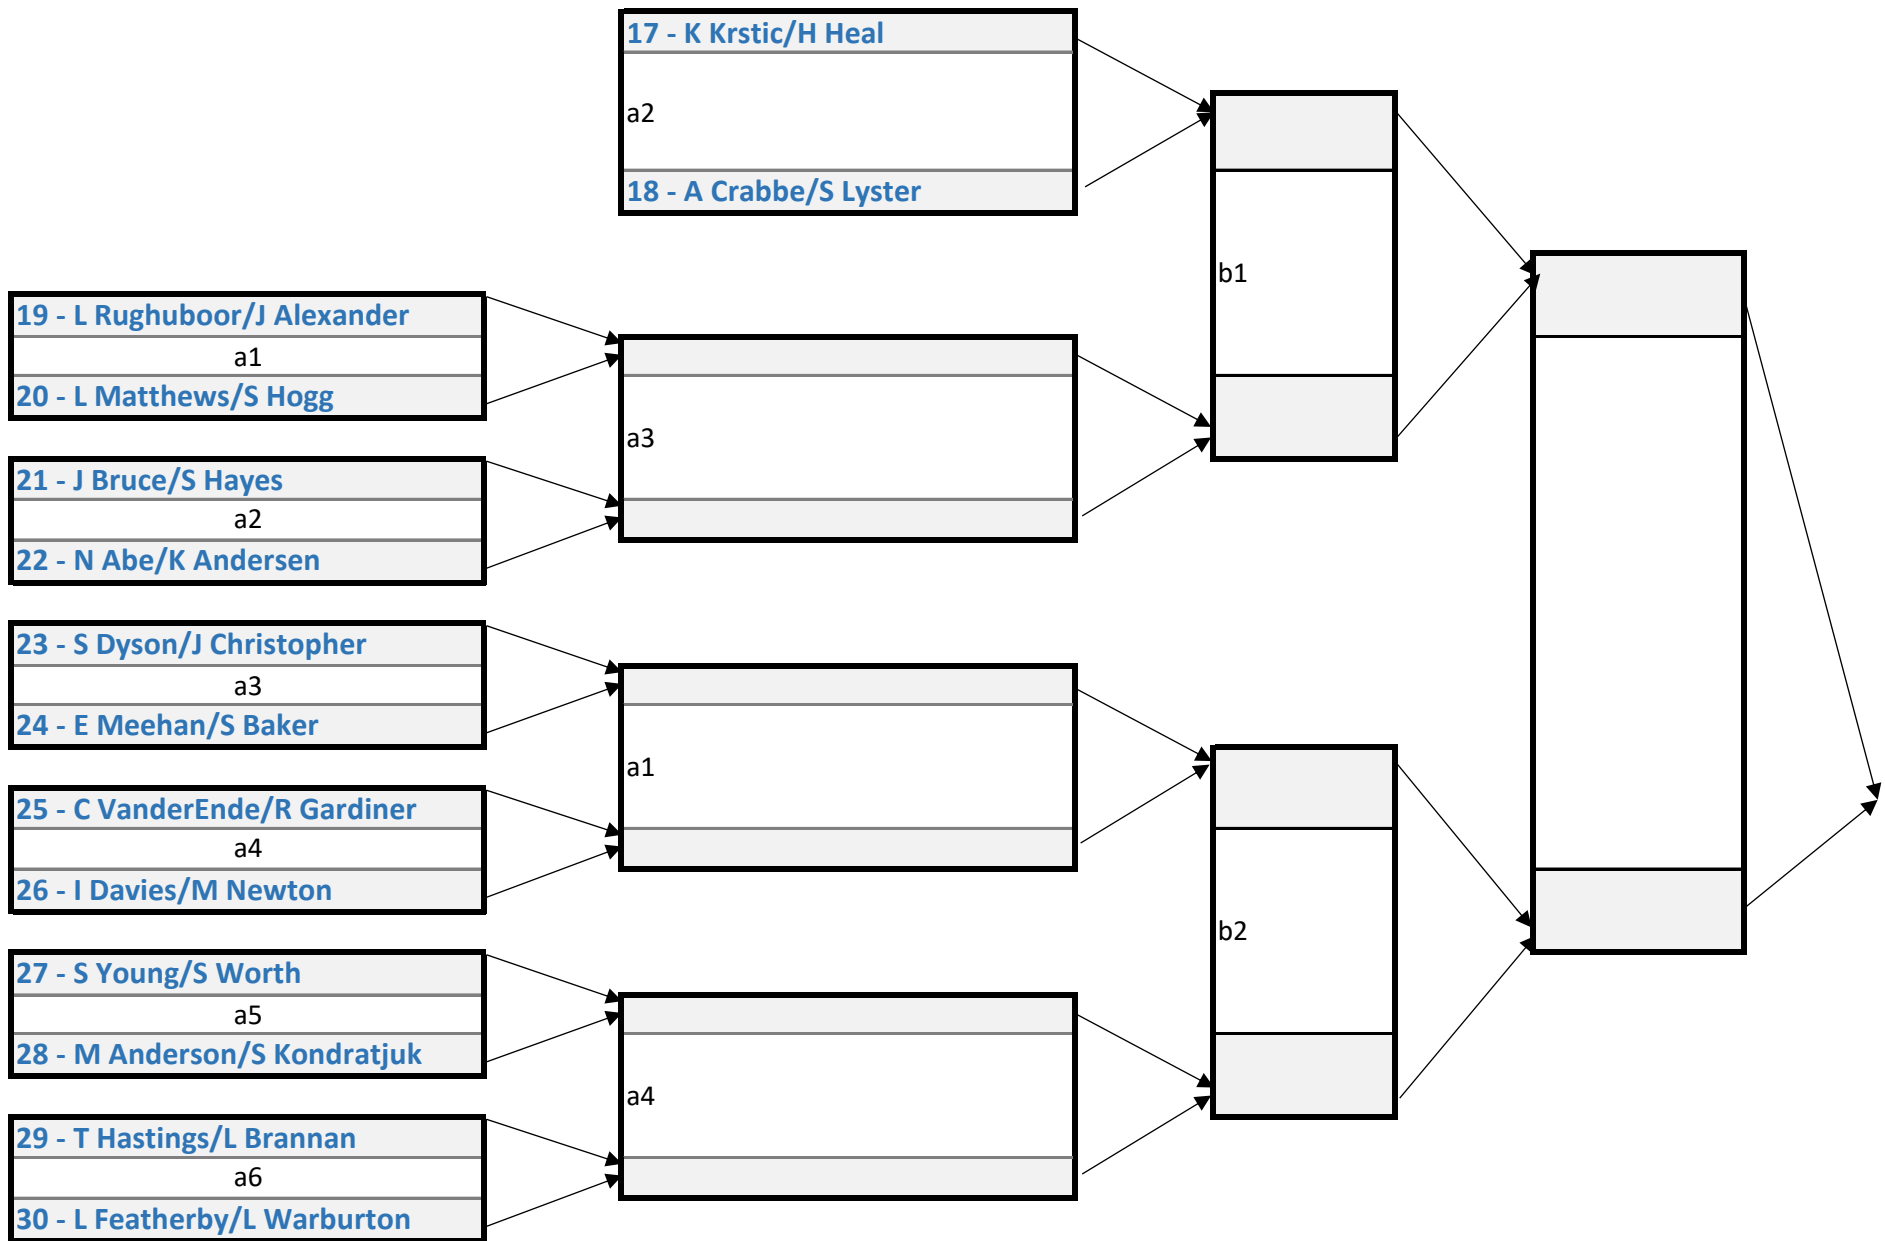 17 - K Krstic/H Heal
a2
18 - A Crabbe/S Lyster
b1
19 - L Rughuboor/J Alexander
a1
20 - L Matthews/S Hogg
a3
21 - J Bruce/S Hayes
a2
22 - N Abe/K Andersen
23 - S Dyson/J Christopher
a3
24 - E Meehan/S Baker
a1
25 - C VanderEnde/R Gardiner
a4
26 - I Davies/M Newton
b2
27 - S Young/S Worth
a5
28 - M Anderson/S Kondratjuk
a4
29 - T Hastings/L Brannan
a6
30 - L Featherby/L Warburton